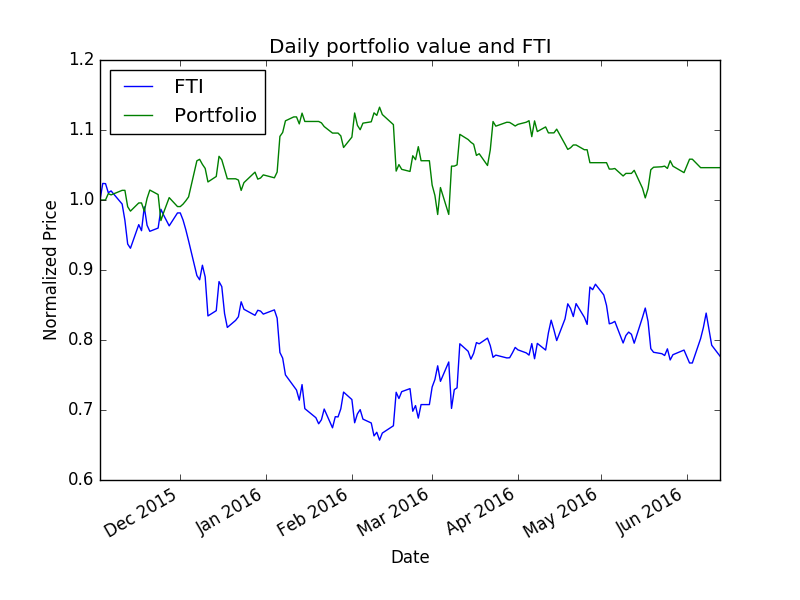 Daily portfolio value and FTI
FTI
Portfolio
1.2
1.1
1.0
0.9
0.8
0.7
0.6
Normalized Price
Dec 2015
Jan 2016
Feb 2016
Mar 2016
Apr 2016
May 2016
Jun 2016
Date